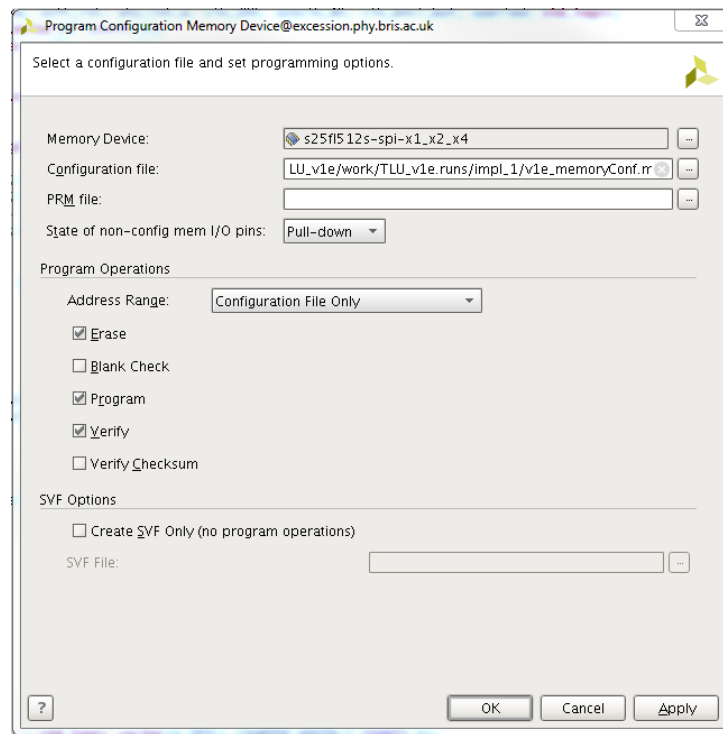 Program Configuration Memory Device@excession.phy.bris.ac.uk
Select a configuration file and set programming options.
Memory Device: s25fl512s-spi-x1_x2_x4 ...
Configuration file: LU_v1e/work/TLU_v1e.runs/impl_1/v1e_memoryConf.m ...
PRM file: ...
State of non-config mem I/O pins: Pull-down
Program Operations
Address Range: Configuration File Only
Erase
Blank Check
Program
Verify
Verify Checksum
SVF Options
Create SVF Only (no program operations)
SVF File: ...
? OK Cancel Apply